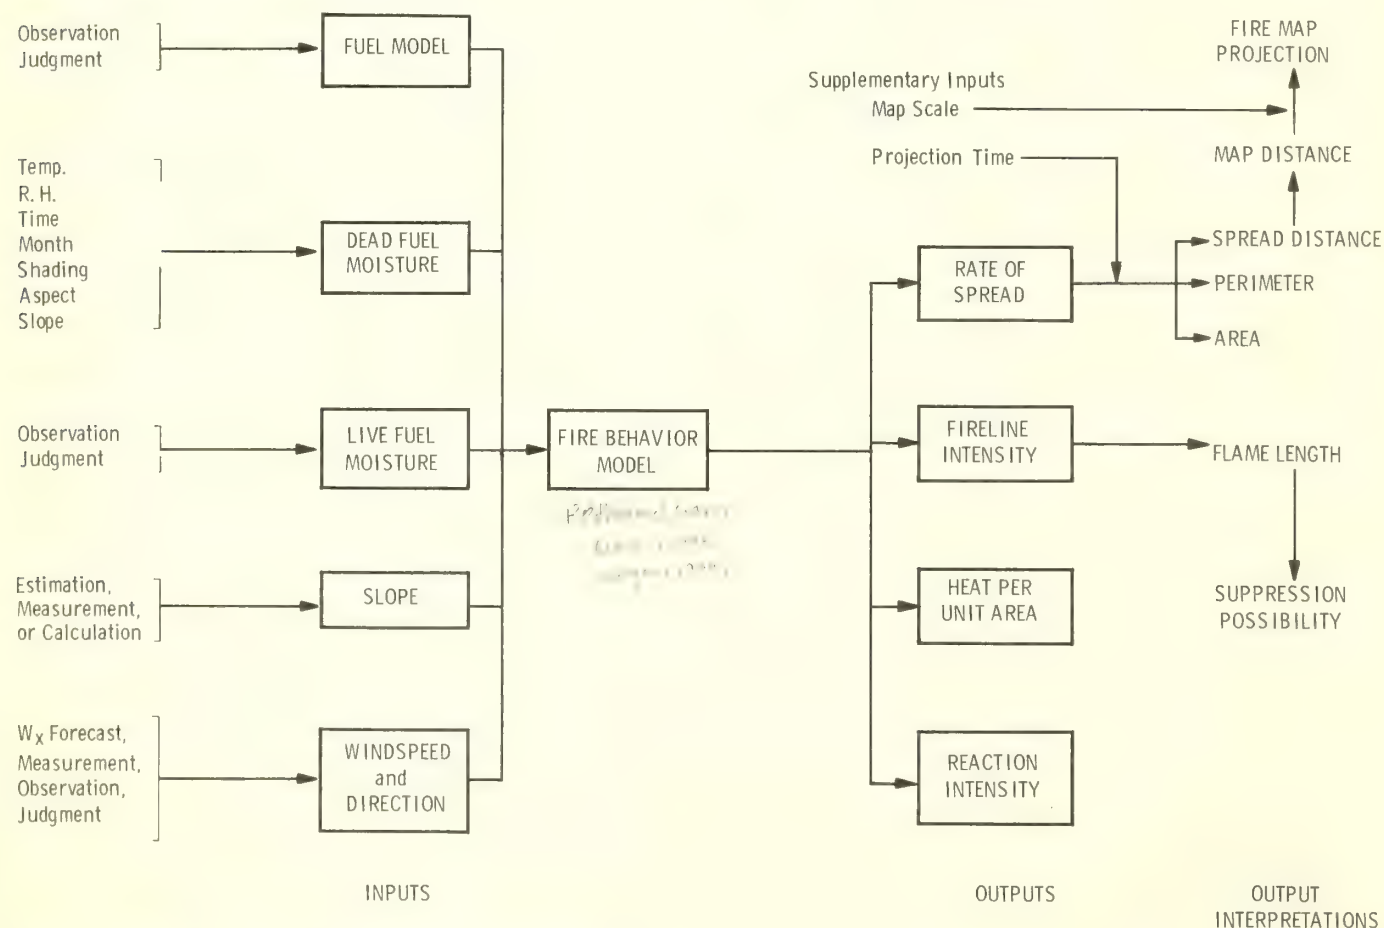 Observation
Judgment
FUEL MODEL
Temp.
R. H.
Time
Month
Shading
Aspect
Slope
DEAD FUEL
MOISTURE
Observation
Judgment
LIVE FUEL
MOISTURE
Estimation,
Measurement,
or Calculation
SLOPE
Wx Forecast,
Measurement,
Observation,
Judgment
WINDSPEED
and
DIRECTION
INPUTS
FIRE BEHAVIOR
MODEL
Supplementary Inputs
Map Scale
Projection Time
RATE OF
SPREAD
FIRELINE
INTENSITY
HEAT PER
UNIT AREA
REACTION
INTENSITY
OUTPUTS
FIRE MAP
PROJECTION
MAP DISTANCE
SPREAD DISTANCE
PERIMETER
AREA
FLAME LENGTH
SUPPRESSION
POSSIBILITY
OUTPUT
INTERPRETATIONS